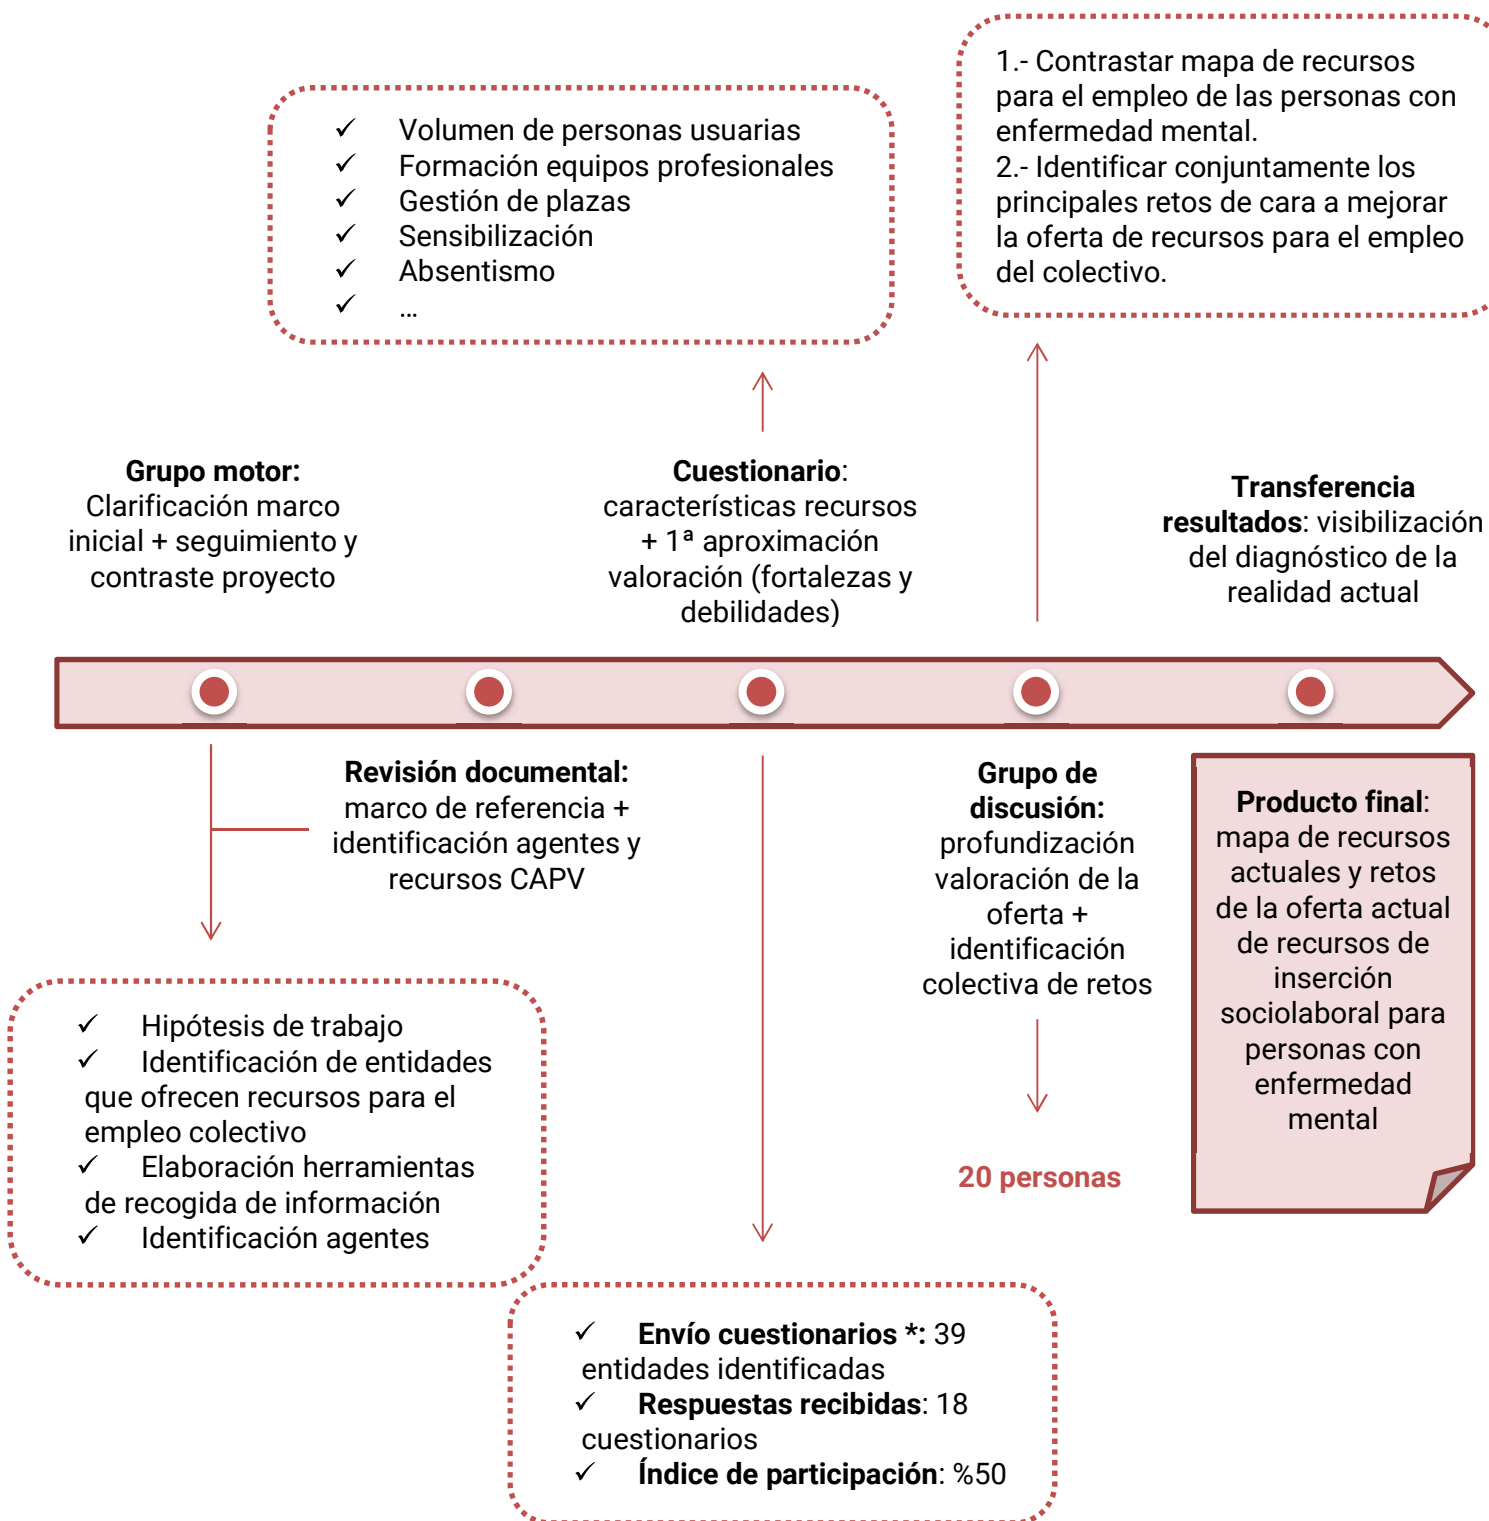 1.- Contrastar mapa de recursos
para el empleo de las personas con
enfermedad mental.
2.- Identificar conjuntamente los
principales retos de cara a mejorar
la oferta de recursos para el empleo
del colectivo.
✓ Volumen de personas usuarias
✓ Formación equipos profesionales
✓ Gestión de plazas
✓ Sensibilización
✓ Absentismo
✓ ...
Grupo motor:
Clarificación marco
inicial + seguimiento y
contraste proyecto
Cuestionario:
características recursos
+ 1ª aproximación
valoración (fortalezas y
debilidades)
Transferencia
resultados: visibilización
del diagnóstico de la
realidad actual
Revisión documental:
marco de referencia +
identificación agentes y
recursos CAPV
Grupo de
discusión:
profundización
valoración de la
oferta +
identificación
colectiva de retos
Producto final:
mapa de recursos
actuales y retos
de la oferta actual
de recursos de
inserción
sociolaboral para
personas con
enfermedad
mental
✓ Hipótesis de trabajo
✓ Identificación de entidades
que ofrecen recursos para el
empleo colectivo
✓ Elaboración herramientas
de recogida de información
✓ Identificación agentes
20 personas
✓ Envío cuestionarios *: 39
entidades identificadas
✓ Respuestas recibidas: 18
cuestionarios
✓ Índice de participación: %50